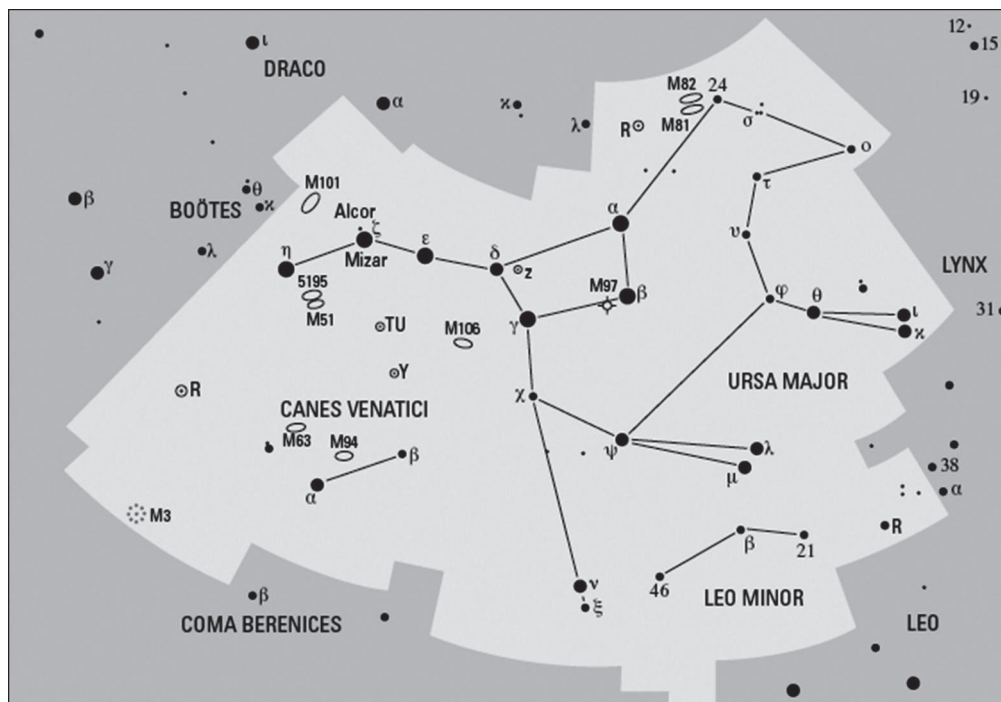 12
ι
15
DRACO
M82
24
19
α
κ
σ
λ
R
M81
ο
M101
τ
θ
β
BOÖTES
κ
Alcor
α
ζ
υ
η
Mizar
ε
δ
λ
z
LYNX
γ
5195
M97
β
φ
θ
M51
ι
31
TU
M106
γ
κ
Y
URSA MAJOR
R
χ
CANES VENATICI
M63
M94
β
ψ
λ
α
μ
38
α
M3
R
β
21
ν
46
LEO MINOR
β
ξ
COMA BERENICES
LEO